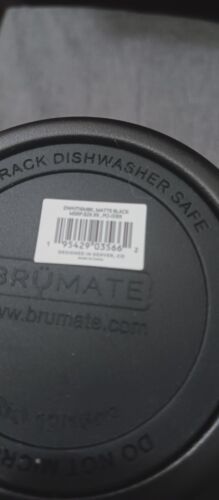 RACK DISHWASHER SAFE
MATTE BLACK
1 95429 03566 2
DESIGNED IN DENVER, CO
BRÜMATE
www.brumate.com
DO NOT MICR